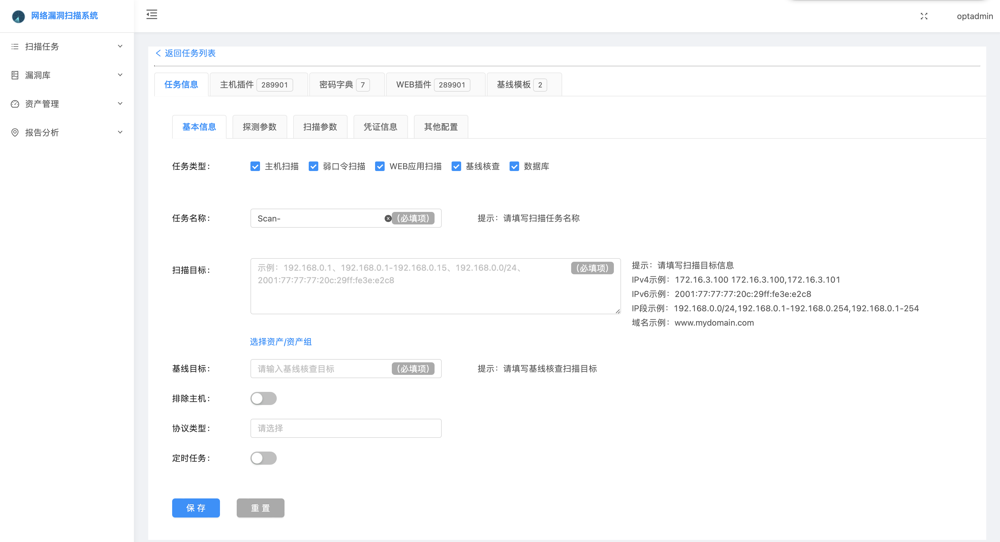 网络漏洞扫描系统
optadmin
扫描任务
漏洞库
资产管理
报告分析
返回任务列表
任务信息 主机插件 289901 密码字典 7 WEB插件 289901 基线模板 2
基本信息 探测参数 扫描参数 凭证信息 其他配置
任务类型: 主机扫描 弱口令扫描 WEB应用扫描 基线核查 数据库
任务名称: Scan- (必填项) 提示：请填写扫描任务名称
扫描目标: 示例：192.168.0.1、192.168.0.1-192.168.0.15、192.168.0.0/24、 (必填项)
2001:77:77:77:20c:29ff:fe3e:e2c8
提示：请填写扫描目标信息
IPv4示例：172.16.3.100 172.16.3.100,172.16.3.101
IPv6示例：2001:77:77:77:20c:29ff:fe3e:e2c8
IP段示例：192.168.0.0/24,192.168.0.1-192.168.0.254,192.168.0.1-254
域名示例：www.mydomain.com
选择资产/资产组
基线目标: 请输入基线核查目标 (必填项) 提示：请填写基线核查扫描目标
排除主机:
协议类型: 请选择
定时任务:
保 存 重 置